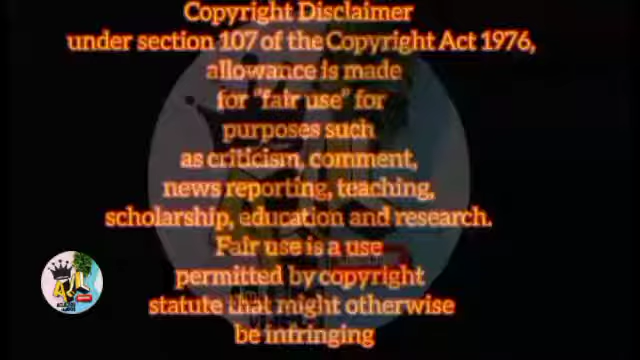 Copyright Disclaimer
under section 107 of the Copyright Act 1976,
allowance is made
for "fair use" for
purposes such
as criticism, comment,
news reporting, teaching,
scholarship, education and research.
Fair use is a use
permitted by copyright
statute that might otherwise
be infringing